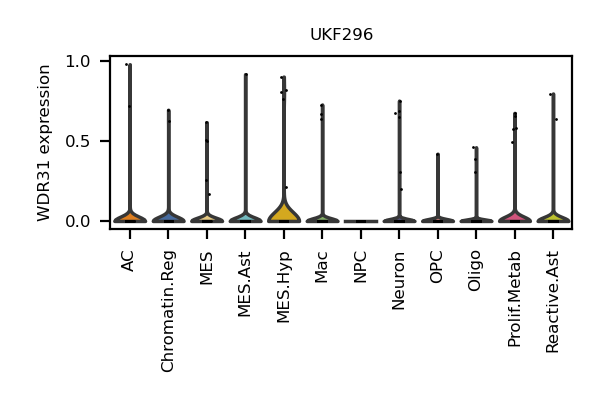 UKF296
WDR31 expression
1.0
0.5
0.0
AC
Chromatin.Reg
MES
MES.Ast
MES.Hyp
Mac
NPC
Neuron
OPC
Oligo
Prolif.Metab
Reactive.Ast